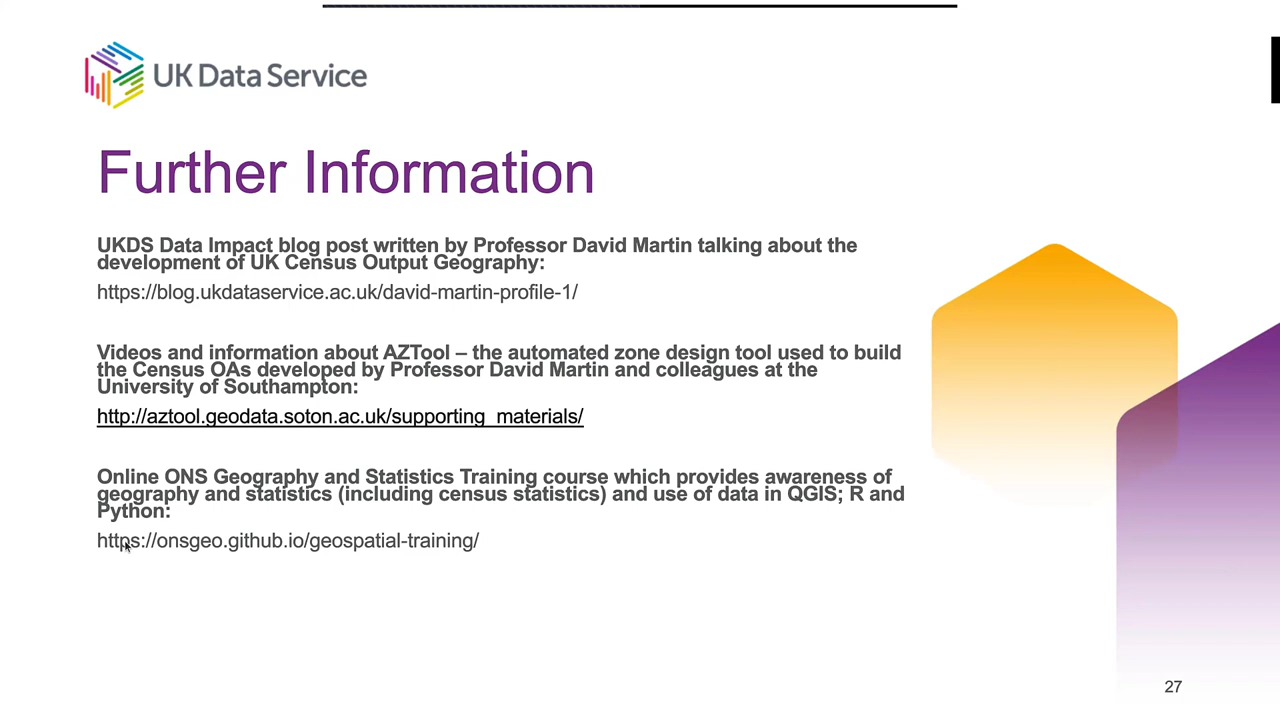 UK Data Service
Further Information
UKDS Data Impact blog post written by Professor David Martin talking about the
development of UK Census Output Geography:
https://blog.ukdataservice.ac.uk/david-martin-profile-1/
Videos and information about AZTool – the automated zone design tool used to build
the Census OAs developed by Professor David Martin and colleagues at the
University of Southampton:
http://aztool.geodata.soton.ac.uk/supporting_materials/
Online ONS Geography and Statistics Training course which provides awareness of
geography and statistics (including census statistics) and use of data in QGIS; R and
Python:
https://onsgeo.github.io/geospatial-training/
27